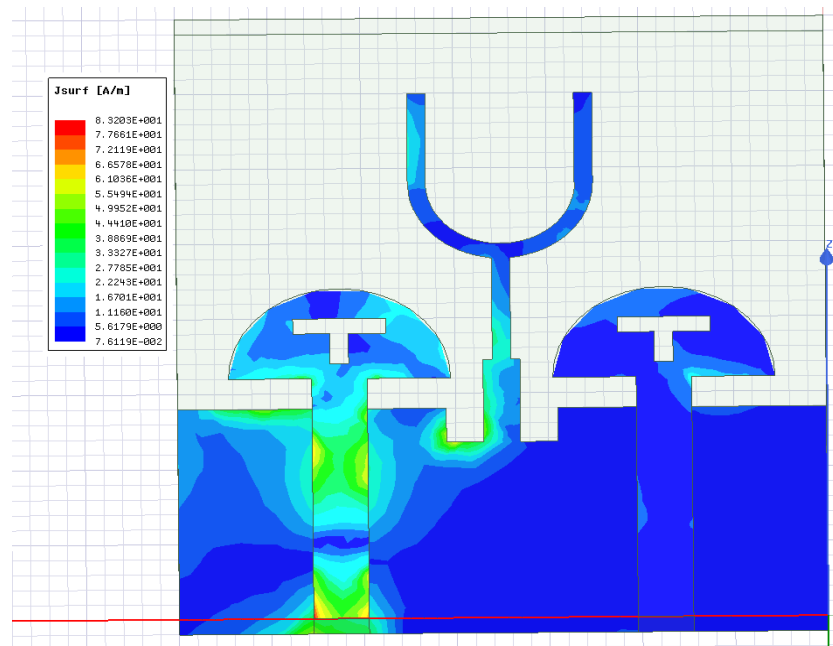 Jsurf [A/m]
8.3203E+001
7.7661E+001
7.2119E+001
6.6578E+001
6.1036E+001
5.5494E+001
4.9952E+001
4.4410E+001
3.8869E+001
3.3327E+001
2.7785E+001
2.2243E+001
1.6701E+001
1.1160E+001
5.6179E+000
7.6119E-002
Z